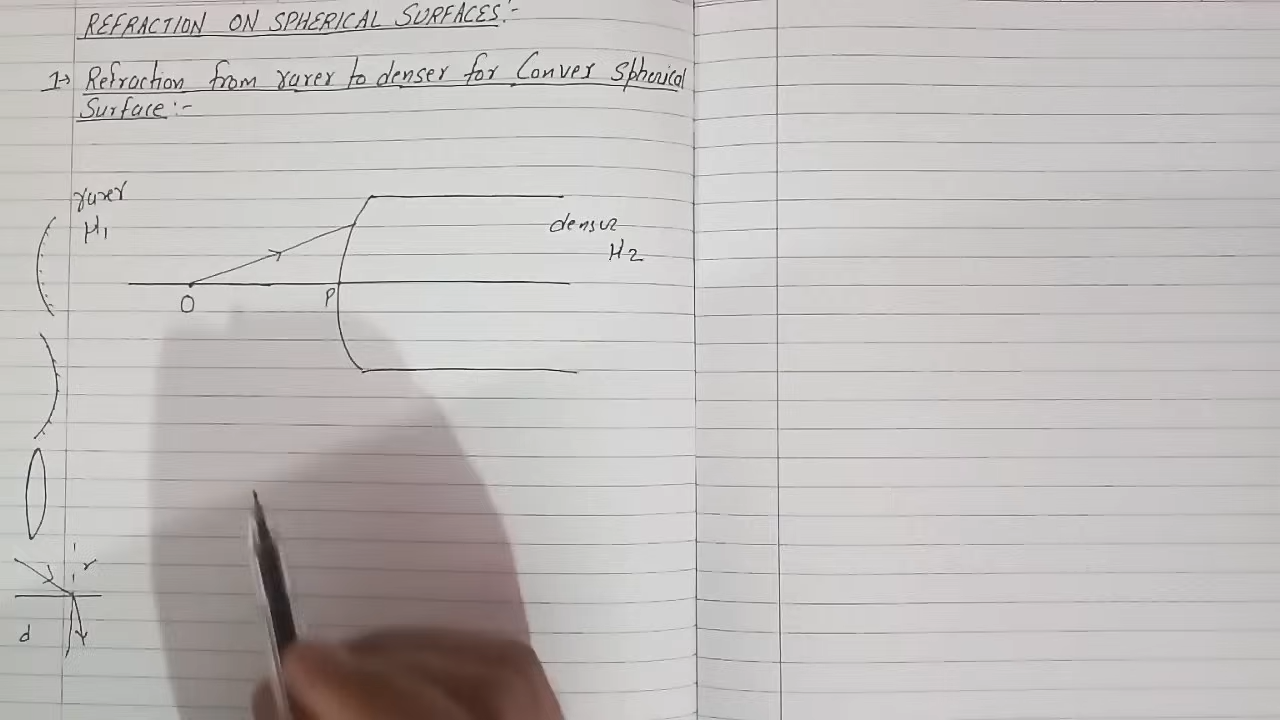 REFRACTION ON SPHERICAL SURFACES:-
1→ Refraction from rarer to denser for Convex Spherical
Surface:-
rarer
μ1
denser
μ2
O
P
r
d